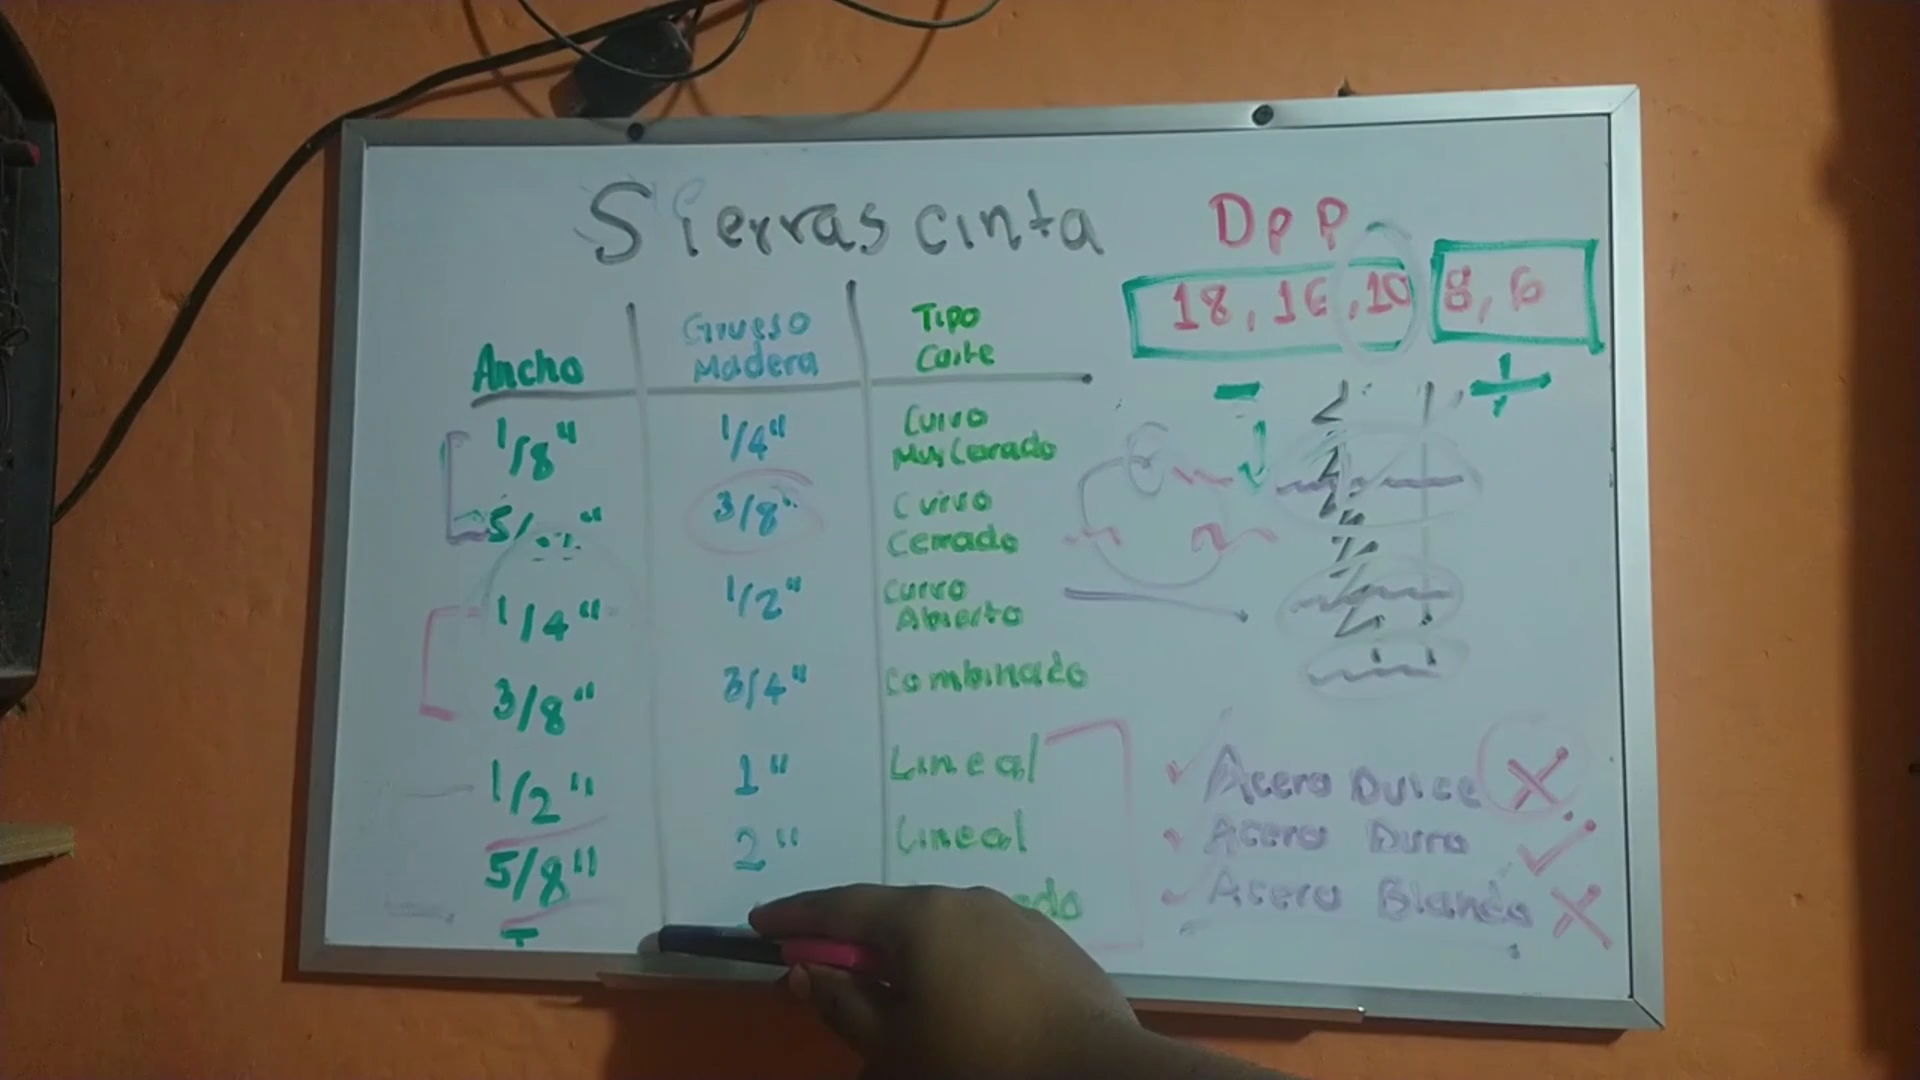 Sierras cinta
DPP
18, 16, 10
8, 6
Ancho
Grueso
Madera
Tipo
Corte
1/8"
1/4"
Curvo
Muy Cerrado
3/8"
Curvo
Cerrado
1/4"
1/2"
Curvo
Abierto
3/8"
3/4"
Combinado
1/2"
1"
Lineal
5/8"
2"
Lineal
Acero Dulce X
Acero Duro ✓
Acero Blando X